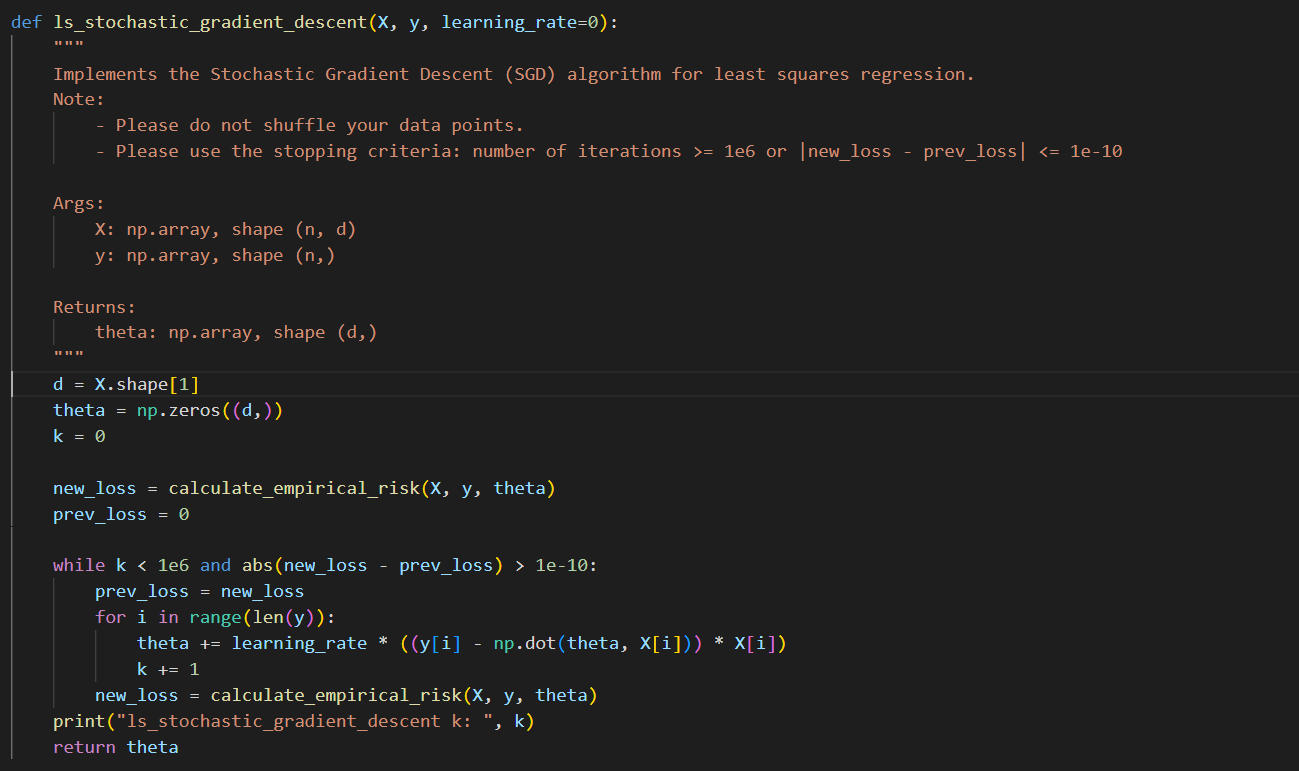 def ls_stochastic_gradient_descent(X, y, learning_rate=0):
    """
    Implements the Stochastic Gradient Descent (SGD) algorithm for least squares regression.
    Note:
        - Please do not shuffle your data points.
        - Please use the stopping criteria: number of iterations >= 1e6 or |new_loss - prev_loss| <= 1e-10

    Args:
        X: np.array, shape (n, d)
        y: np.array, shape (n,)

    Returns:
        theta: np.array, shape (d,)
    """
    d = X.shape[1]
    theta = np.zeros((d,))
    k = 0

    new_loss = calculate_empirical_risk(X, y, theta)
    prev_loss = 0

    while k < 1e6 and abs(new_loss - prev_loss) > 1e-10:
        prev_loss = new_loss
        for i in range(len(y)):
            theta += learning_rate * ((y[i] - np.dot(theta, X[i])) * X[i])
            k += 1
        new_loss = calculate_empirical_risk(X, y, theta)
    print("ls_stochastic_gradient_descent k: ", k)
    return theta